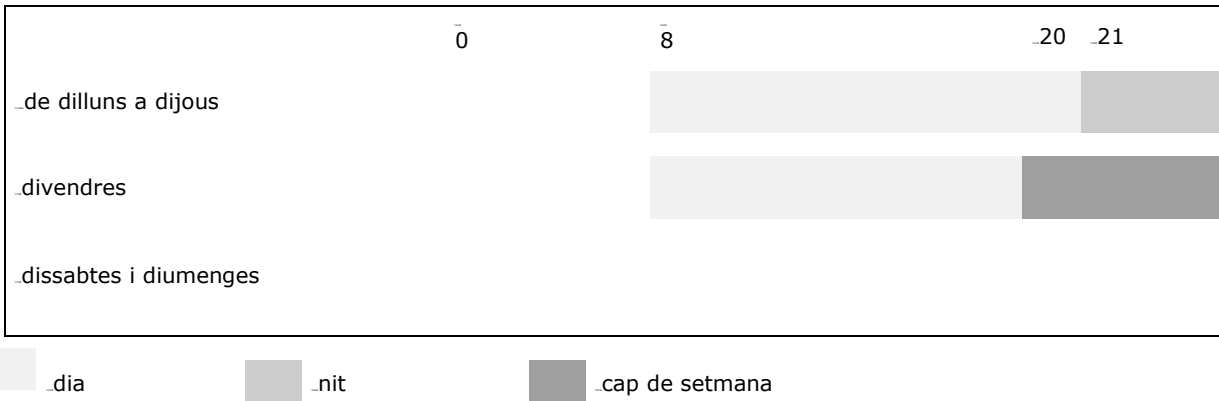 0 8 20 21
de dilluns a dijous
divendres
dissabtes i diumenges
dia nit cap de setmana